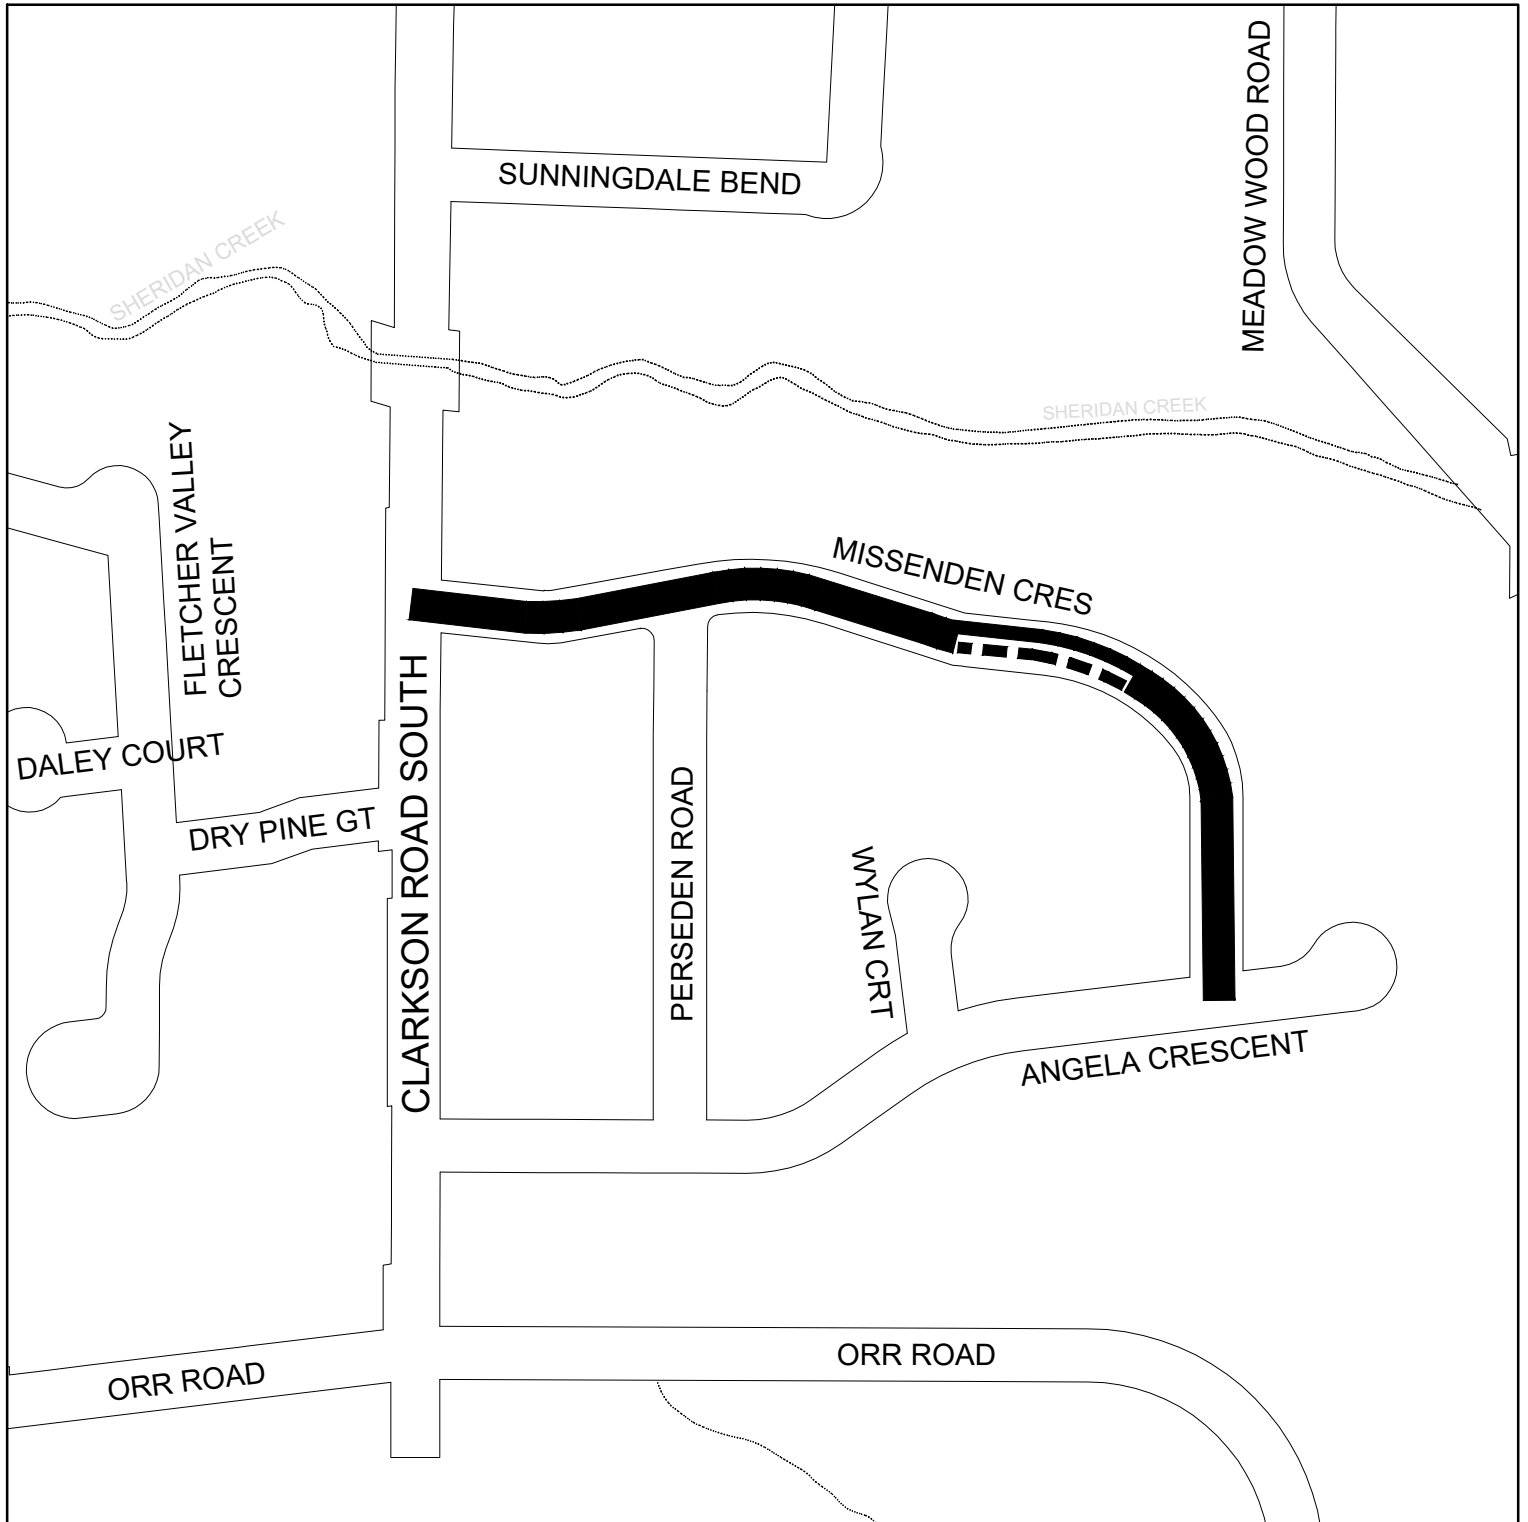 MEADOW WOOD ROAD
SUNNINGDALE BEND
SHERIDAN CREEK
SHERIDAN CREEK
FLETCHER VALLEY
CRESCENT
MISSENDEN CRES
DALEY COURT
DRY PINE GT
CLARKSON ROAD SOUTH
PERSEDEN ROAD
WYLAN CRT
ANGELA CRESCENT
ORR ROAD
ORR ROAD